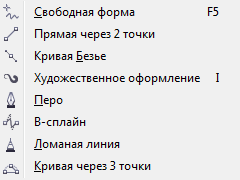 Свободная форма F5
Прямая через 2 точки
Кривая Безье
Художественное оформление I
Перо
В-сплайн
Ломаная линия
Кривая через 3 точки